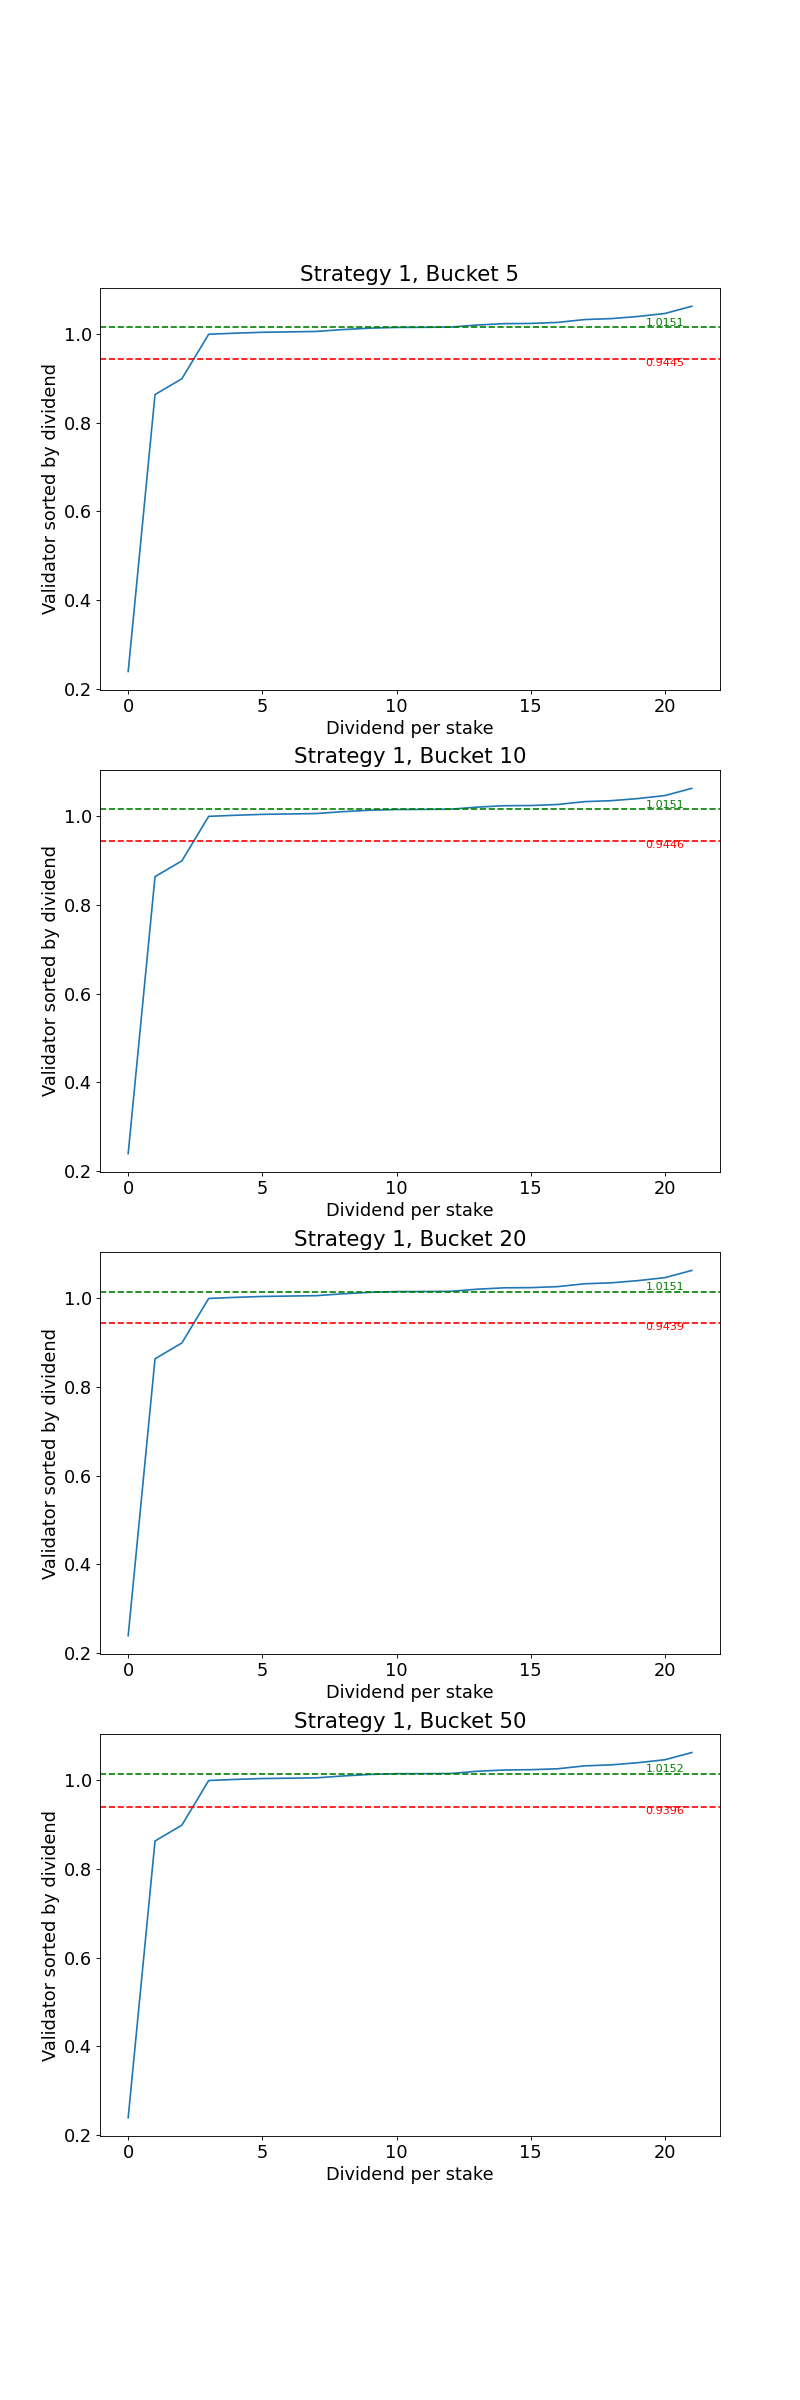 Strategy 1, Bucket 5
1.0
0.8
0.6
0.4
0.2
Validator sorted by dividend
1.0151
0.9445
0 5 10 15 20
Dividend per stake
Strategy 1, Bucket 10
1.0
0.8
0.6
0.4
0.2
Validator sorted by dividend
1.0151
0.9446
0 5 10 15 20
Dividend per stake
Strategy 1, Bucket 20
1.0
0.8
0.6
0.4
0.2
Validator sorted by dividend
1.0151
0.9439
0 5 10 15 20
Dividend per stake
Strategy 1, Bucket 50
1.0
0.8
0.6
0.4
0.2
Validator sorted by dividend
1.0152
0.9396
0 5 10 15 20
Dividend per stake